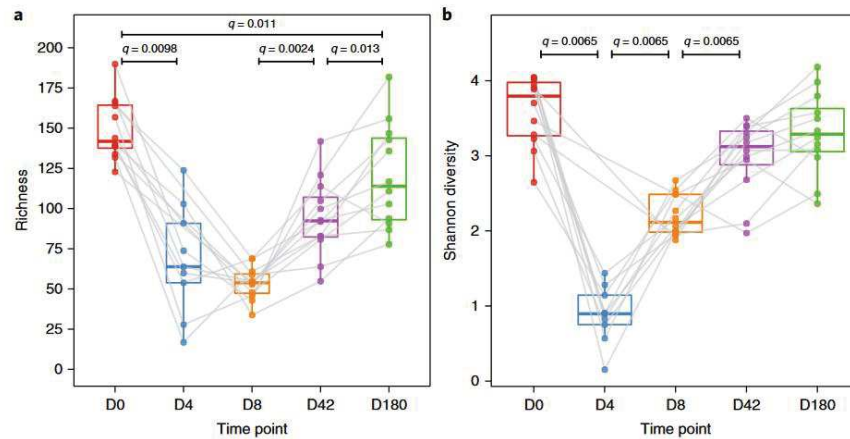 a
q = 0.011
q = 0.0098
q = 0.0024
q = 0.013
200
175
150
125
100
75
50
25
0
Richness
D0 D4 D8 D42 D180
Time point
b
q = 0.0065
q = 0.0065
q = 0.0065
4
3
2
1
0
Shannon diversity
D0 D4 D8 D42 D180
Time point